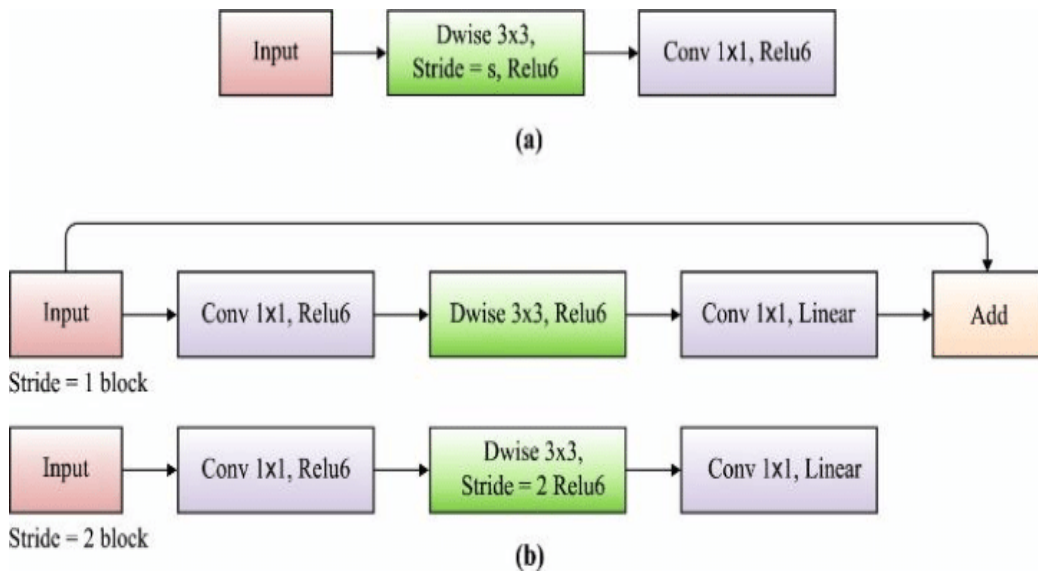 Input
Dwise 3x3,
Stride = s, Relu6
Conv 1x1, Relu6
(a)
Input
Conv 1x1, Relu6
Dwise 3x3, Relu6
Conv 1x1, Linear
Add
Stride = 1 block
Input
Conv 1x1, Relu6
Dwise 3x3,
Stride = 2 Relu6
Conv 1x1, Linear
Stride = 2 block
(b)